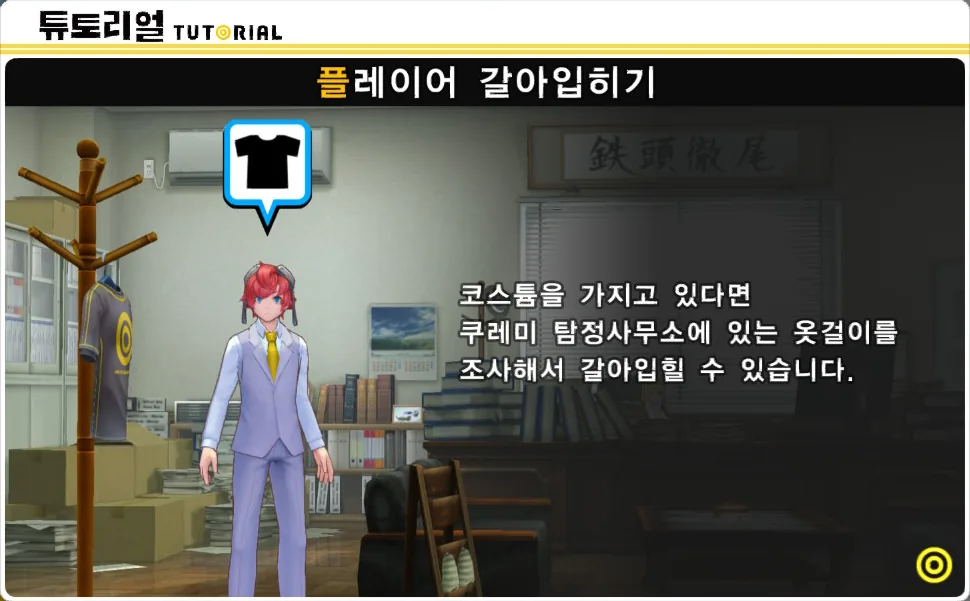 튜토리얼 TUTORIAL
플레이어 갈아입히기
鉄頭徹尾
코스튬을 가지고 있다면
쿠레미 탐정사무소에 있는 옷걸이를
조사해서 갈아입힐 수 있습니다.